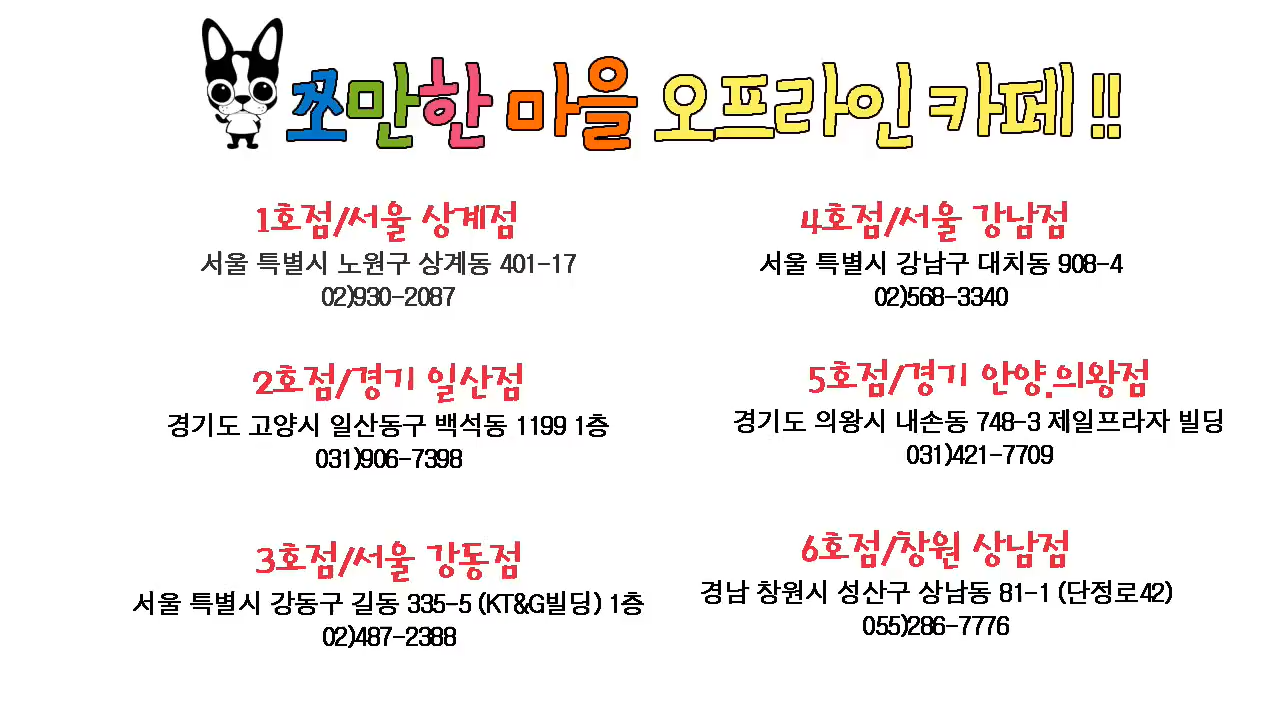 쪼만한 마을 오프라인 카페 !!
1호점/서울 상계점
서울 특별시 노원구 상계동 401-17
02)930-2087
2호점/경기 일산점
경기도 고양시 일산동구 백석동 1199 1층
031)906-7398
3호점/서울 강동점
서울 특별시 강동구 길동 335-5 (KT&G빌딩) 1층
02)487-2388
4호점/서울 강남점
서울 특별시 강남구 대치동 908-4
02)568-3340
5호점/경기 안양.의왕점
경기도 의왕시 내손동 748-3 제일프라자 빌딩
031)421-7709
6호점/창원 상남점
경남 창원시 성산구 상남동 81-1 (단정로42)
055)286-7776